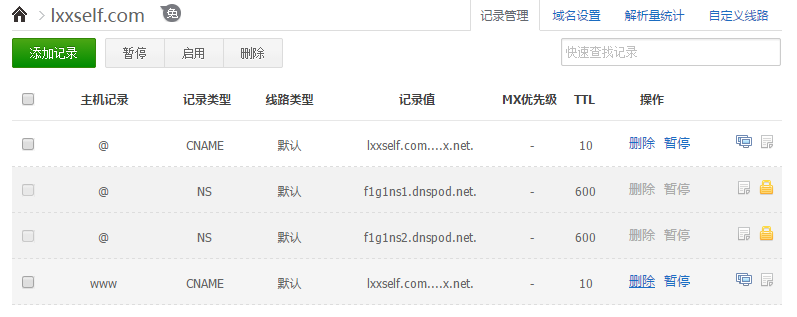 lxxself.com 免
记录管理 域名设置 解析量统计 自定义线路
添加记录 暂停 启用 删除 快速查找记录
主机记录 记录类型 线路类型 记录值 MX优先级 TTL 操作
@ CNAME 默认 lxxself.com....x.net. - 10 删除 暂停
@ NS 默认 f1g1ns1.dnspod.net. - 600 删除 暂停
@ NS 默认 f1g1ns2.dnspod.net. - 600 删除 暂停
www CNAME 默认 lxxself.com....x.net. - 10 删除 暂停